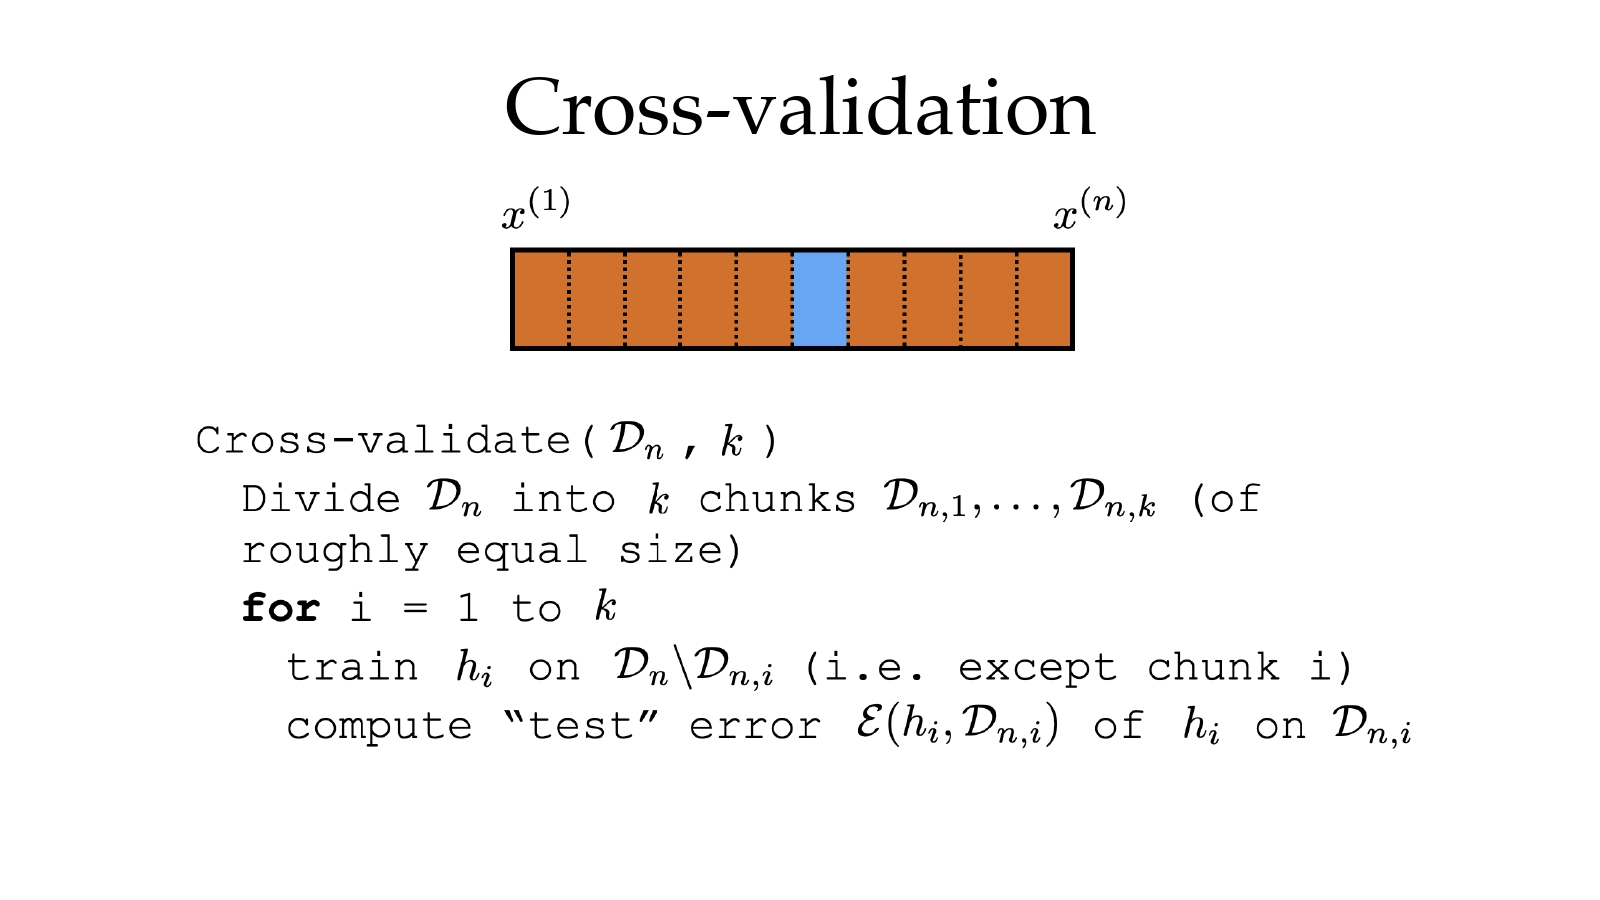 Cross-validation
x^{(1)} x^{(n)}
Cross-validate( 𝒟_n , k )
Divide 𝒟_n into k chunks 𝒟_{n,1},...,𝒟_{n,k} (of
roughly equal size)
for i = 1 to k
train h_i on 𝒟_n\𝒟_{n,i} (i.e. except chunk i)
compute “test” error ℰ(h_i,𝒟_{n,i}) of h_i on 𝒟_{n,i}